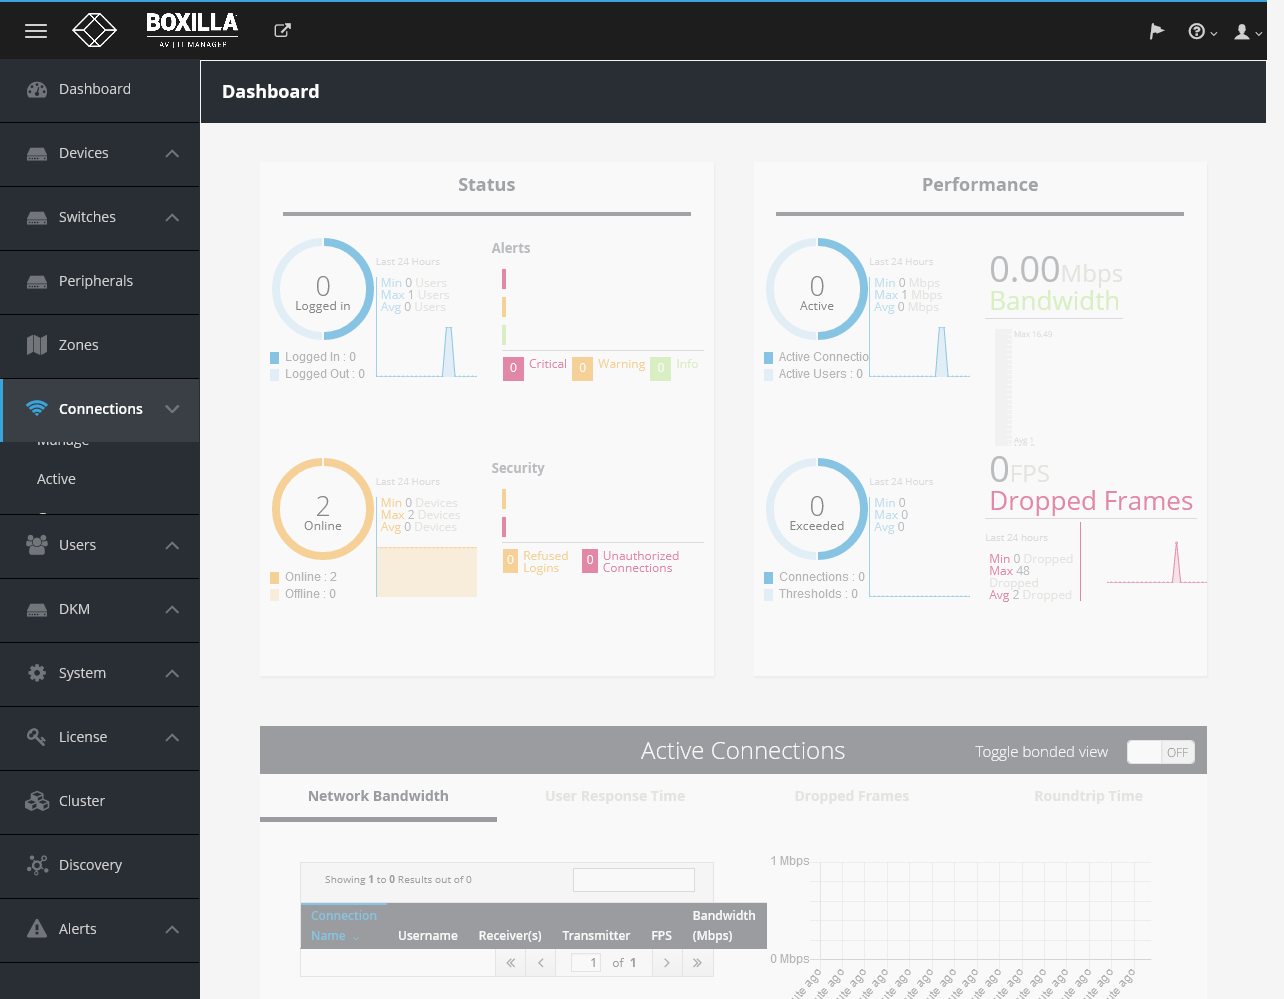 BOXILLA
AV | IT MANAGER
Dashboard
Devices
Switches
Peripherals
Zones
Connections
Manage
Active
Users
DKM
System
License
Cluster
Discovery
Alerts
Dashboard
Status
0
Logged in
Last 24 Hours
Min 0 Users
Max 1 Users
Avg 0 Users
Logged In : 0
Logged Out : 0
Alerts
0 Critical 0 Warning 0 Info
2
Online
Last 24 Hours
Min 0 Devices
Max 2 Devices
Avg 0 Devices
Online : 2
Offline : 0
Security
0 Refused Logins
0 Unauthorized Connections
Performance
0
Active
Last 24 Hours
Min 0 Mbps
Max 1 Mbps
Avg 0 Mbps
Active Connectio
Active Users : 0
0.00Mbps
Bandwidth
Max 16.49
Avg 1
0
Exceeded
Last 24 Hours
Min 0
Max 0
Avg 0
Connections : 0
Thresholds : 0
0FPS
Dropped Frames
Last 24 hours
Min 0 Dropped
Max 48
Dropped
Avg 2 Dropped
Active Connections
Toggle bonded view OFF
Network Bandwidth User Response Time Dropped Frames Roundtrip Time
Showing 1 to 0 Results out of 0
Connection Name Username Receiver(s) Transmitter FPS Bandwidth (Mbps)
1 of 1
1 Mbps
0 Mbps